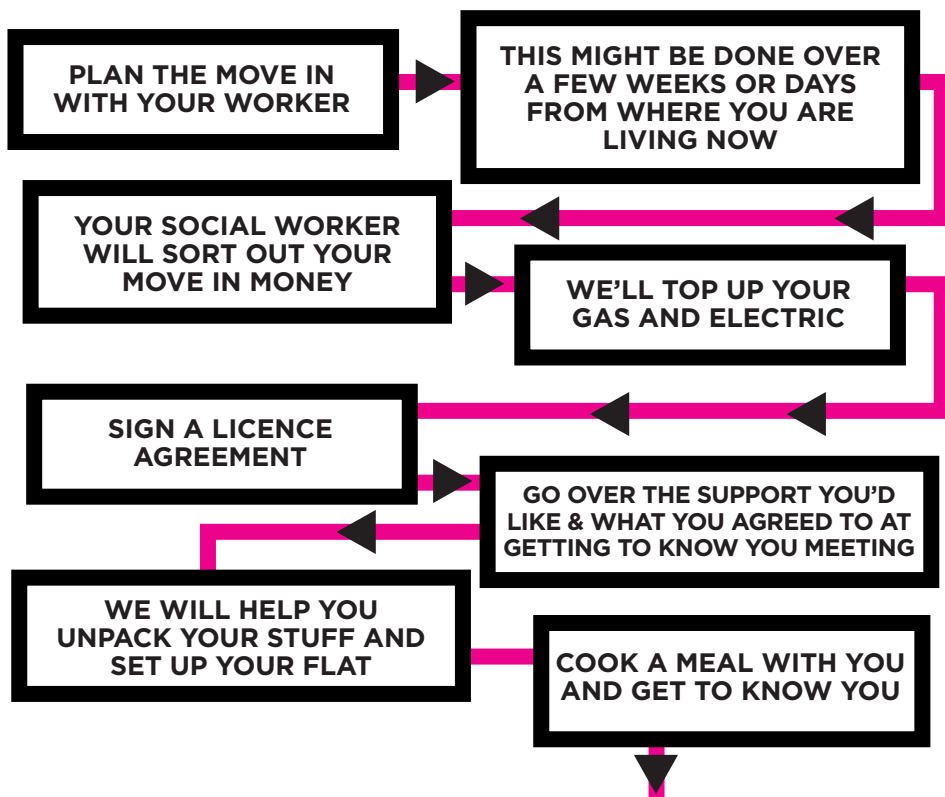 PLAN THE MOVE IN
WITH YOUR WORKER
THIS MIGHT BE DONE OVER
A FEW WEEKS OR DAYS
FROM WHERE YOU ARE
LIVING NOW
YOUR SOCIAL WORKER
WILL SORT OUT YOUR
MOVE IN MONEY
WE’LL TOP UP YOUR
GAS AND ELECTRIC
SIGN A LICENCE
AGREEMENT
GO OVER THE SUPPORT YOU’D
LIKE & WHAT YOU AGREED TO AT
GETTING TO KNOW YOU MEETING
WE WILL HELP YOU
UNPACK YOUR STUFF AND
SET UP YOUR FLAT
COOK A MEAL WITH YOU
AND GET TO KNOW YOU